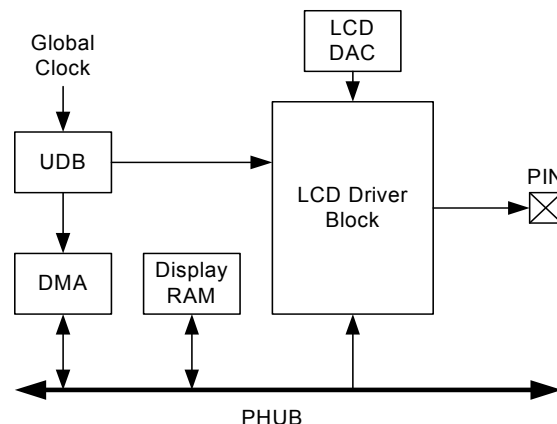 LCD
DAC
Global
Clock
UDB
LCD Driver
Block
PIN
DMA
Display
RAM
PHUB